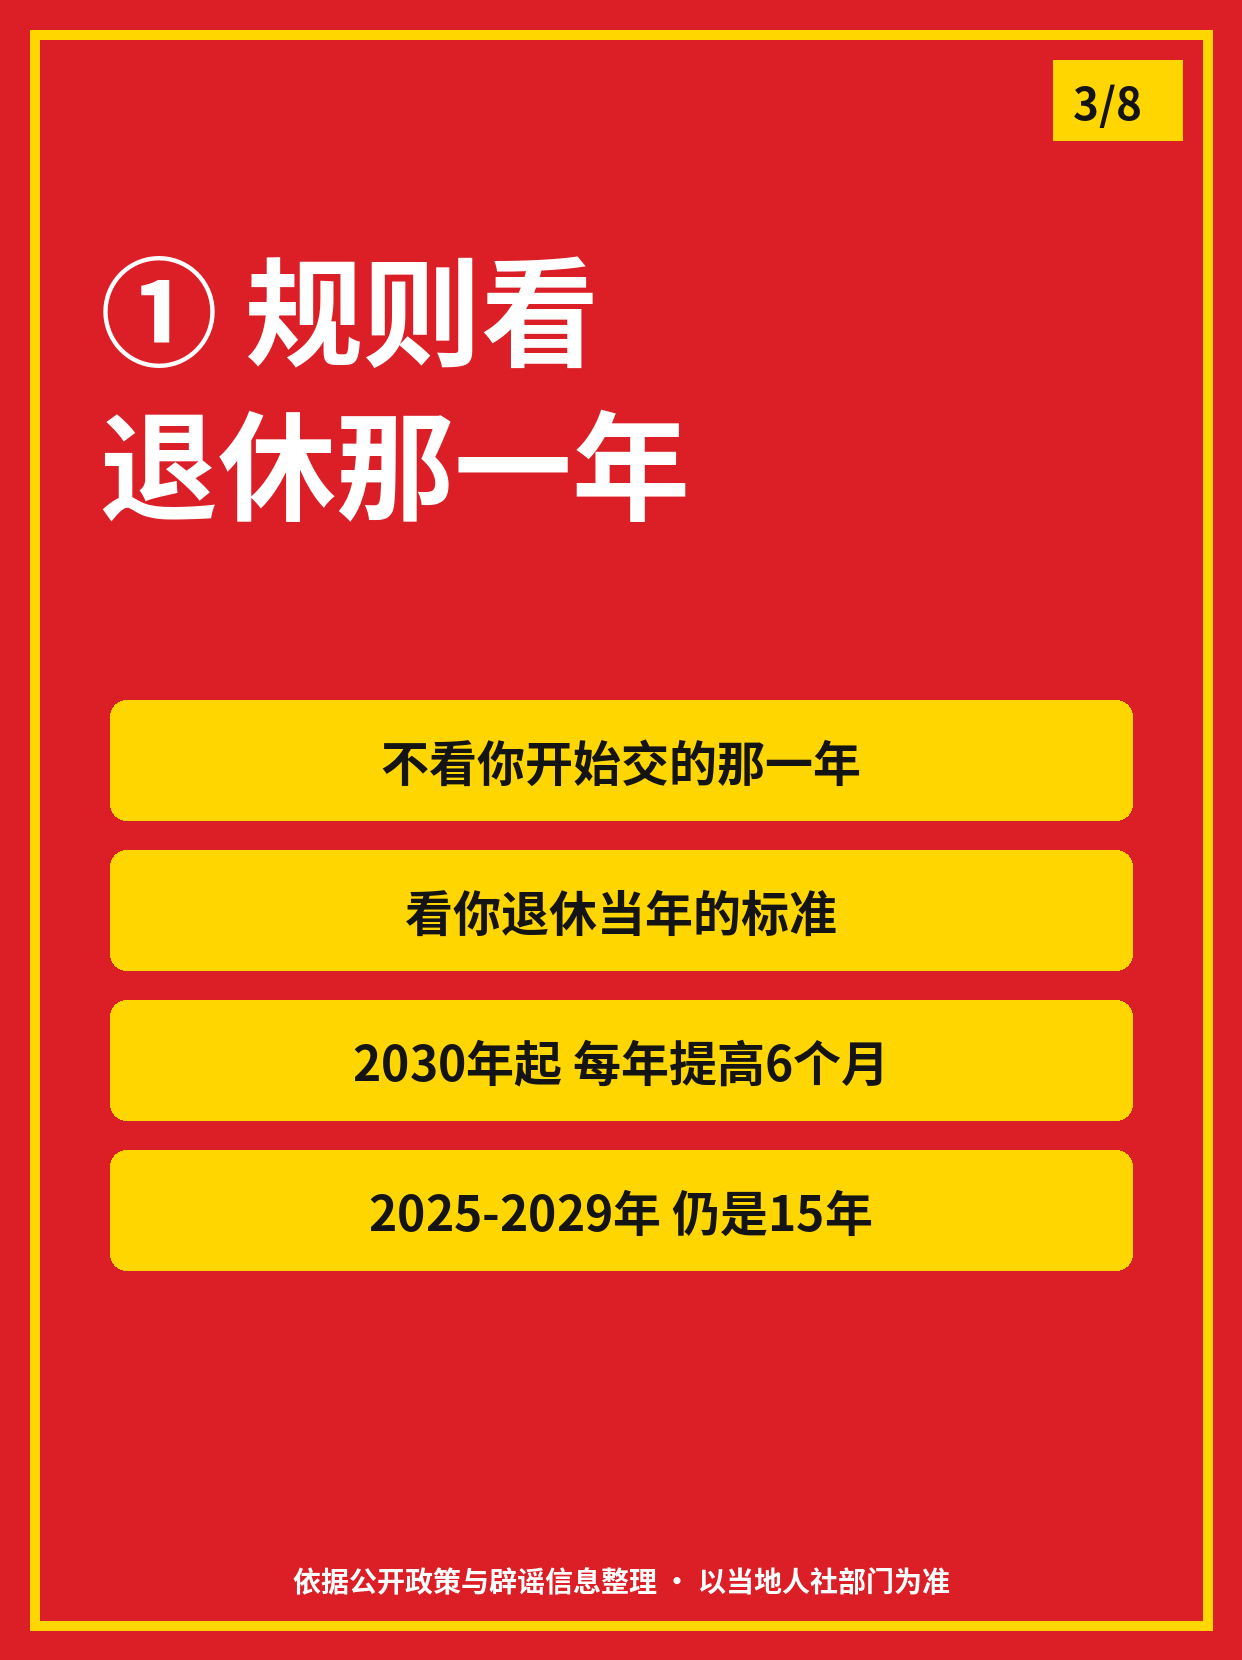 3/8
① 规则看
退休那一年
不看你开始交的那一年
看你退休当年的标准
2030年起 每年提高6个月
2025-2029年 仍是15年
依据公开政策与辟谣信息整理 · 以当地人社部门为准